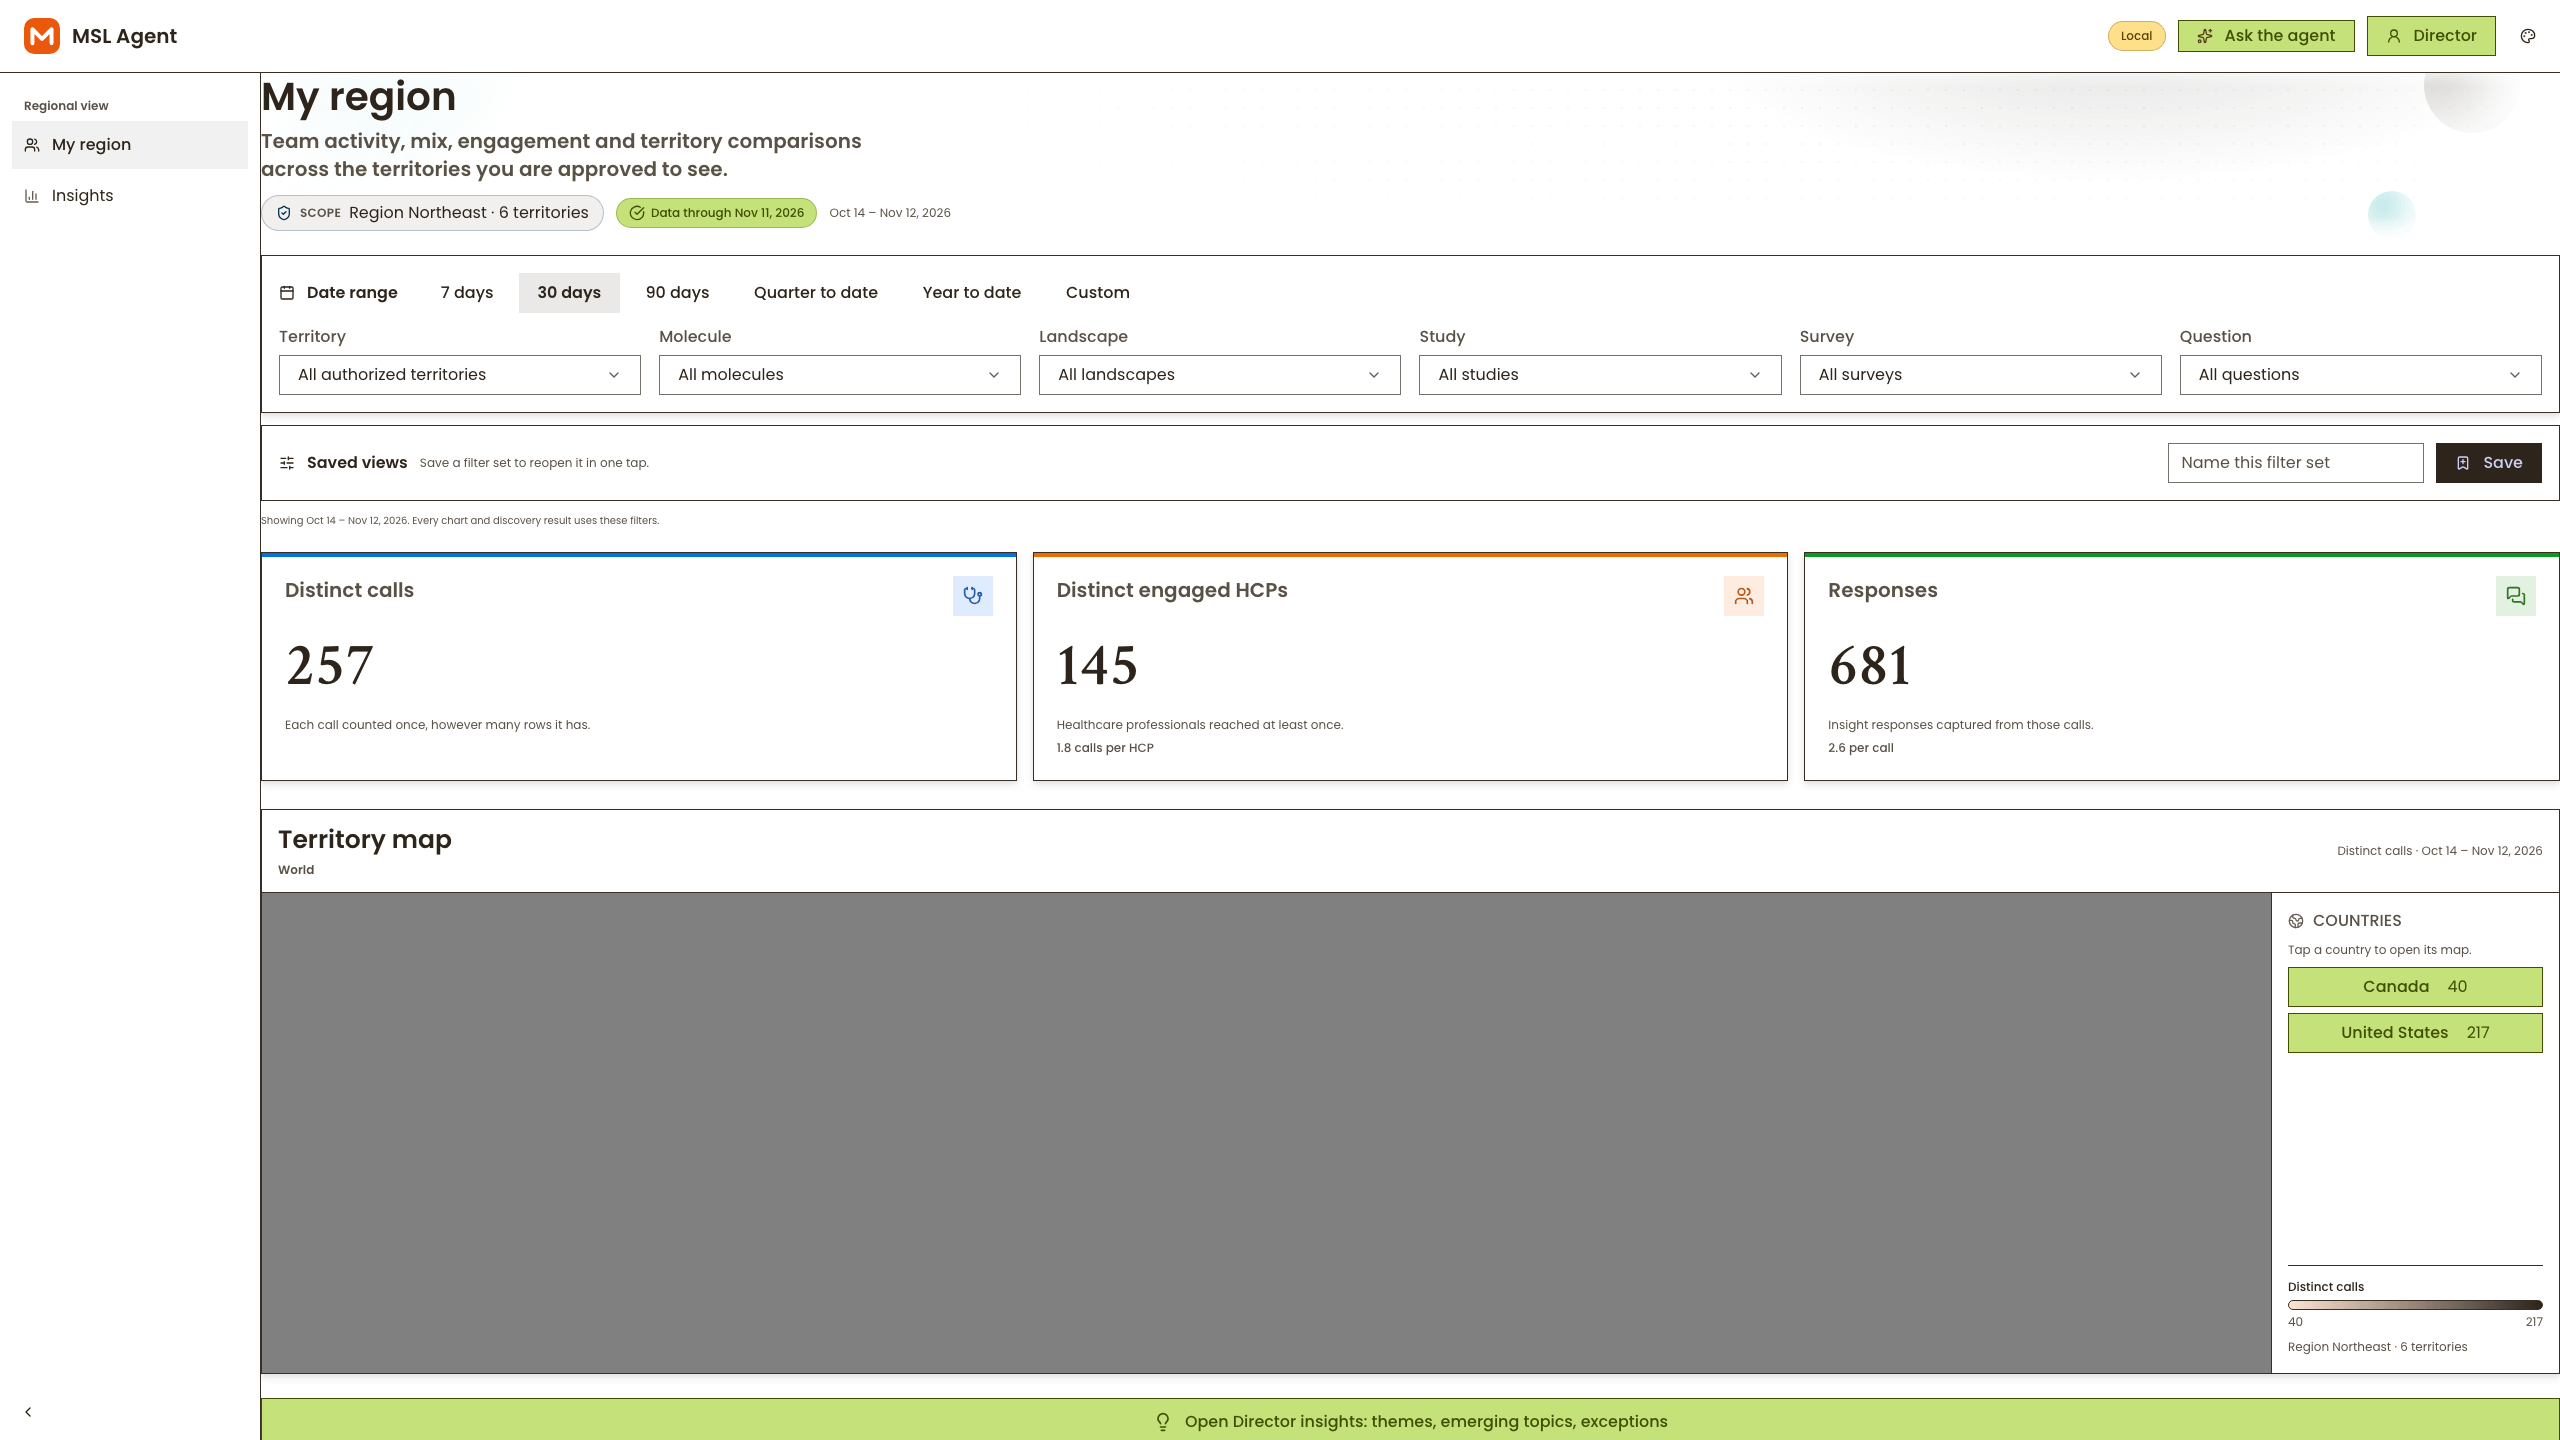 MSL Agent
Local
Ask the agent
Director
Regional view
My region
Insights
My region
Team activity, mix, engagement and territory comparisons
across the territories you are approved to see.
SCOPE Region Northeast · 6 territories
Data through Nov 11, 2026
Oct 14 – Nov 12, 2026
Date range
7 days
30 days
90 days
Quarter to date
Year to date
Custom
Territory
Molecule
Landscape
Study
Survey
Question
All authorized territories
All molecules
All landscapes
All studies
All surveys
All questions
Saved views
Save a filter set to reopen it in one tap.
Name this filter set
Save
Showing Oct 14 – Nov 12, 2026. Every chart and discovery result uses these filters.
Distinct calls
257
Each call counted once, however many rows it has.
Distinct engaged HCPs
145
Healthcare professionals reached at least once.
1.8 calls per HCP
Responses
681
Insight responses captured from those calls.
2.6 per call
Territory map
World
Distinct calls · Oct 14 – Nov 12, 2026
COUNTRIES
Tap a country to open its map.
Canada 40
United States 217
Distinct calls
40 217
Region Northeast · 6 territories
Open Director insights: themes, emerging topics, exceptions